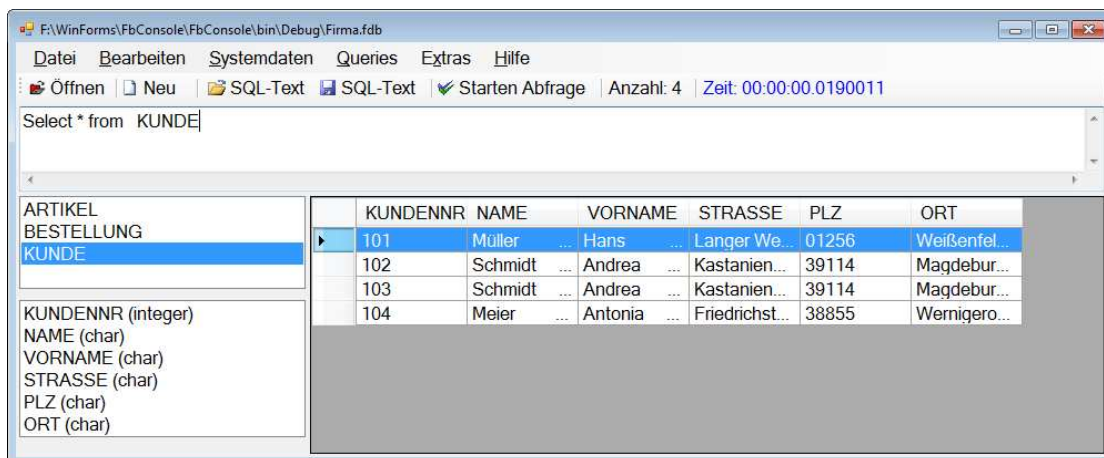 F:\WinForms\FbConsole\FbConsole\bin\Debug\Firma.fdb
Datei Bearbeiten Systemdaten Queries Extras Hilfe
Öffnen Neu SQL-Text SQL-Text Starten Abfrage Anzahl: 4 Zeit: 00:00:00.0190011
Select * from KUNDE
ARTIKEL
BESTELLUNG
KUNDE
KUNDENNR (integer)
NAME (char)
VORNAME (char)
STRASSE (char)
PLZ (char)
ORT (char)
KUNDENNR NAME VORNAME STRASSE PLZ ORT
101 Müller ... Hans ... Langer We... 01256 Weißenfel...
102 Schmidt ... Andrea ... Kastanien... 39114 Magdebur...
103 Schmidt ... Andrea ... Kastanien... 39114 Magdebur...
104 Meier ... Antonia ... Friedrichst... 38855 Wernigero...